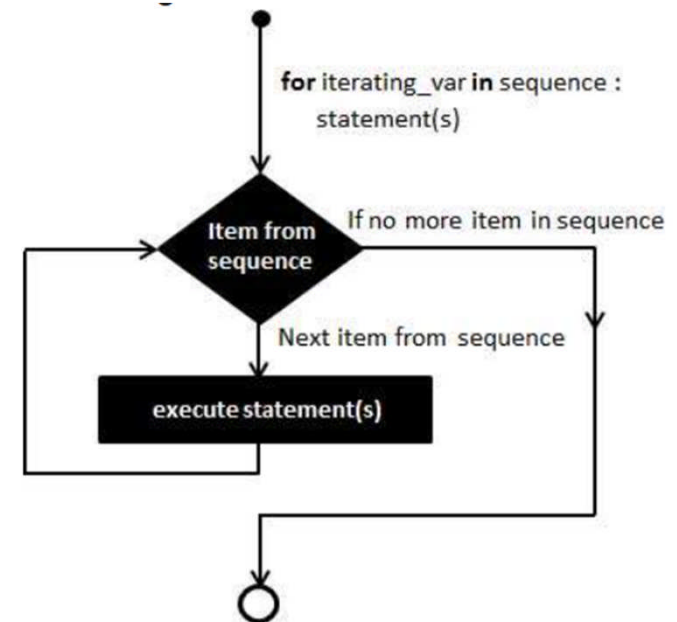 for iterating_var in sequence :
statement(s)
If no more item in sequence
Item from
sequence
Next item from sequence
execute statement(s)